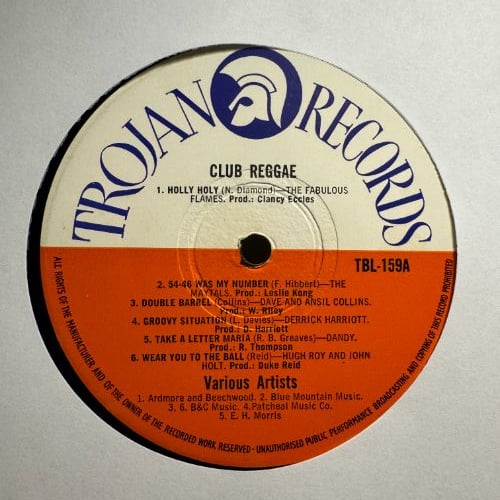 TROJAN RECORDS
CLUB REGGAE
1. HOLLY HOLY (N. Diamond)—THE FABULOUS
FLAMES. Prod.: Clancy Eccles
TBL-159A
2. 54-46 WAS MY NUMBER (F. Hibbert)—THE
MAYTALS. Prod.: Leslie Kong
3. DOUBLE BARREL (Collins)—DAVE AND ANSIL COLLINS.
Prod.: W. Riley
4. GROOVY SITUATION (L. Davies)—DERRICK HARRIOTT.
Prod.: D. Harriott
5. TAKE A LETTER MARIA (R. B. Greaves)—DANDY.
Prod.: R. Thompson
6. WEAR YOU TO THE BALL (Reid)—HUGH ROY AND JOHN
HOLT. Prod.: Duke Reid
Various Artists
1. Ardmore and Beechwood. 2. Blue Mountain Music.
3. 6. B&C Music. 4.Patcheal Music Co.
5. E. H. Morris
ALL RIGHTS OF THE MANUFACTURER AND OF THE OWNER OF THE RECORDED WORK RESERVED-UNAUTHORISED PUBLIC PERFORMANCE BROADCASTING AND COPYING OF THIS RECORD PROHIBITED